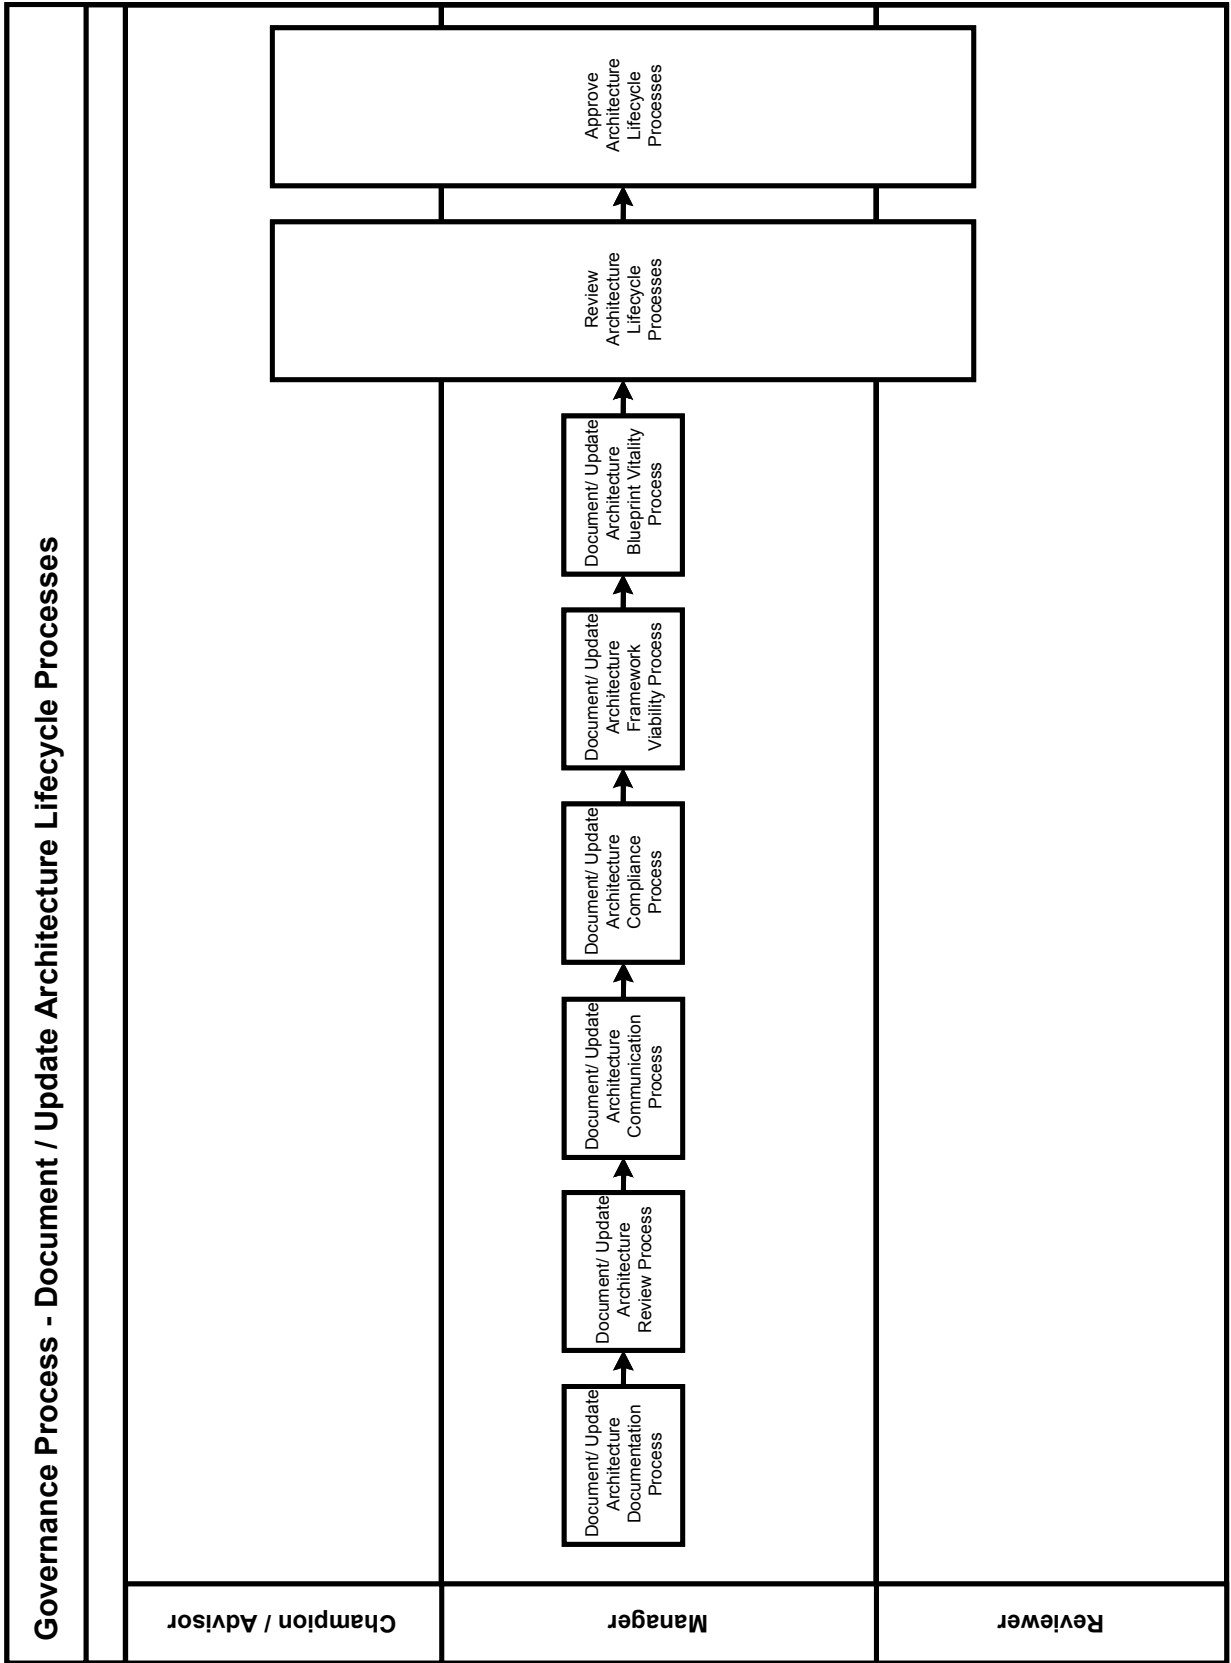 Governance Process - Document / Update Architecture Lifecycle Processes
Champion / Advisor
Manager
Reviewer
Document/ Update
Architecture
Documentation
Process
Document/ Update
Architecture
Review Process
Document/ Update
Architecture
Communication
Process
Document/ Update
Architecture
Compliance
Process
Document/ Update
Architecture
Framework
Viability Process
Document/ Update
Architecture
Blueprint Vitality
Process
Review
Architecture
Lifecycle
Processes
Approve
Architecture
Lifecycle
Processes